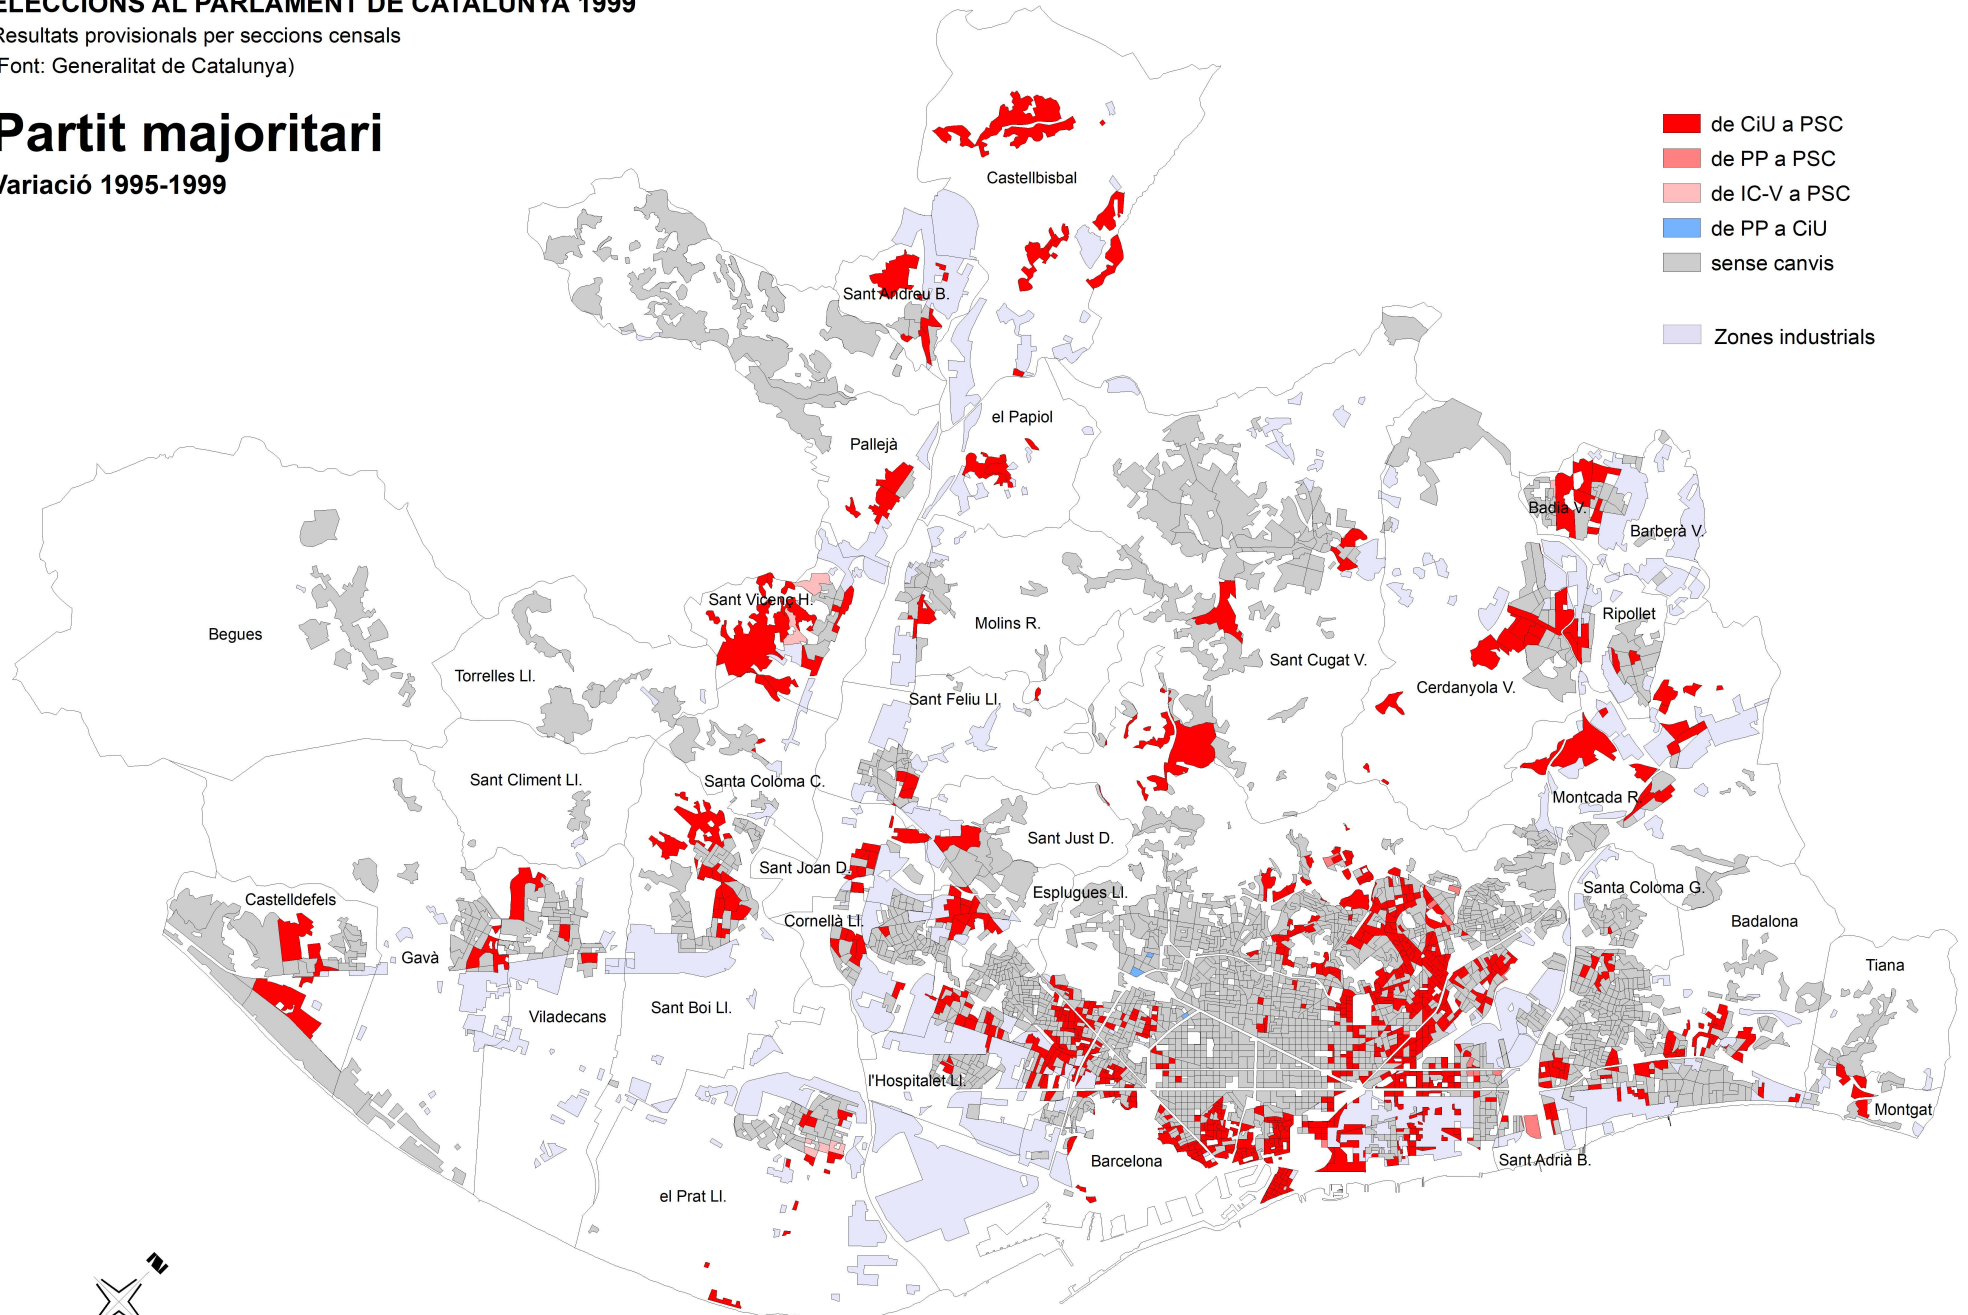 ELECCIONS AL PARLAMENT DE CATALUNYA 1999
Resultats provisionals per seccions censals
(Font: Generalitat de Catalunya)
Partit majoritari
Variació 1995-1999
de CiU a PSC
de PP a PSC
de IC-V a PSC
de PP a CiU
sense canvis
Zones industrials
Castellbisbal
Sant Andreu B.
el Papiol
Pallejà
Badia V.
Barberà V.
Sant Vicenç H.
Molins R.
Ripollet
Begues
Torrelles Ll.
Sant Cugat V.
Cerdanyola V.
Sant Feliu Ll.
Sant Climent Ll.
Santa Coloma C.
Montcada R.
Sant Just D.
Sant Joan D.
Esplugues Ll.
Santa Coloma G.
Castelldefels
Cornellà Ll.
Badalona
Gavà
Tiana
Sant Boi Ll.
Viladecans
l'Hospitalet Ll.
Montgat
Barcelona
Sant Adrià B.
el Prat Ll.
N